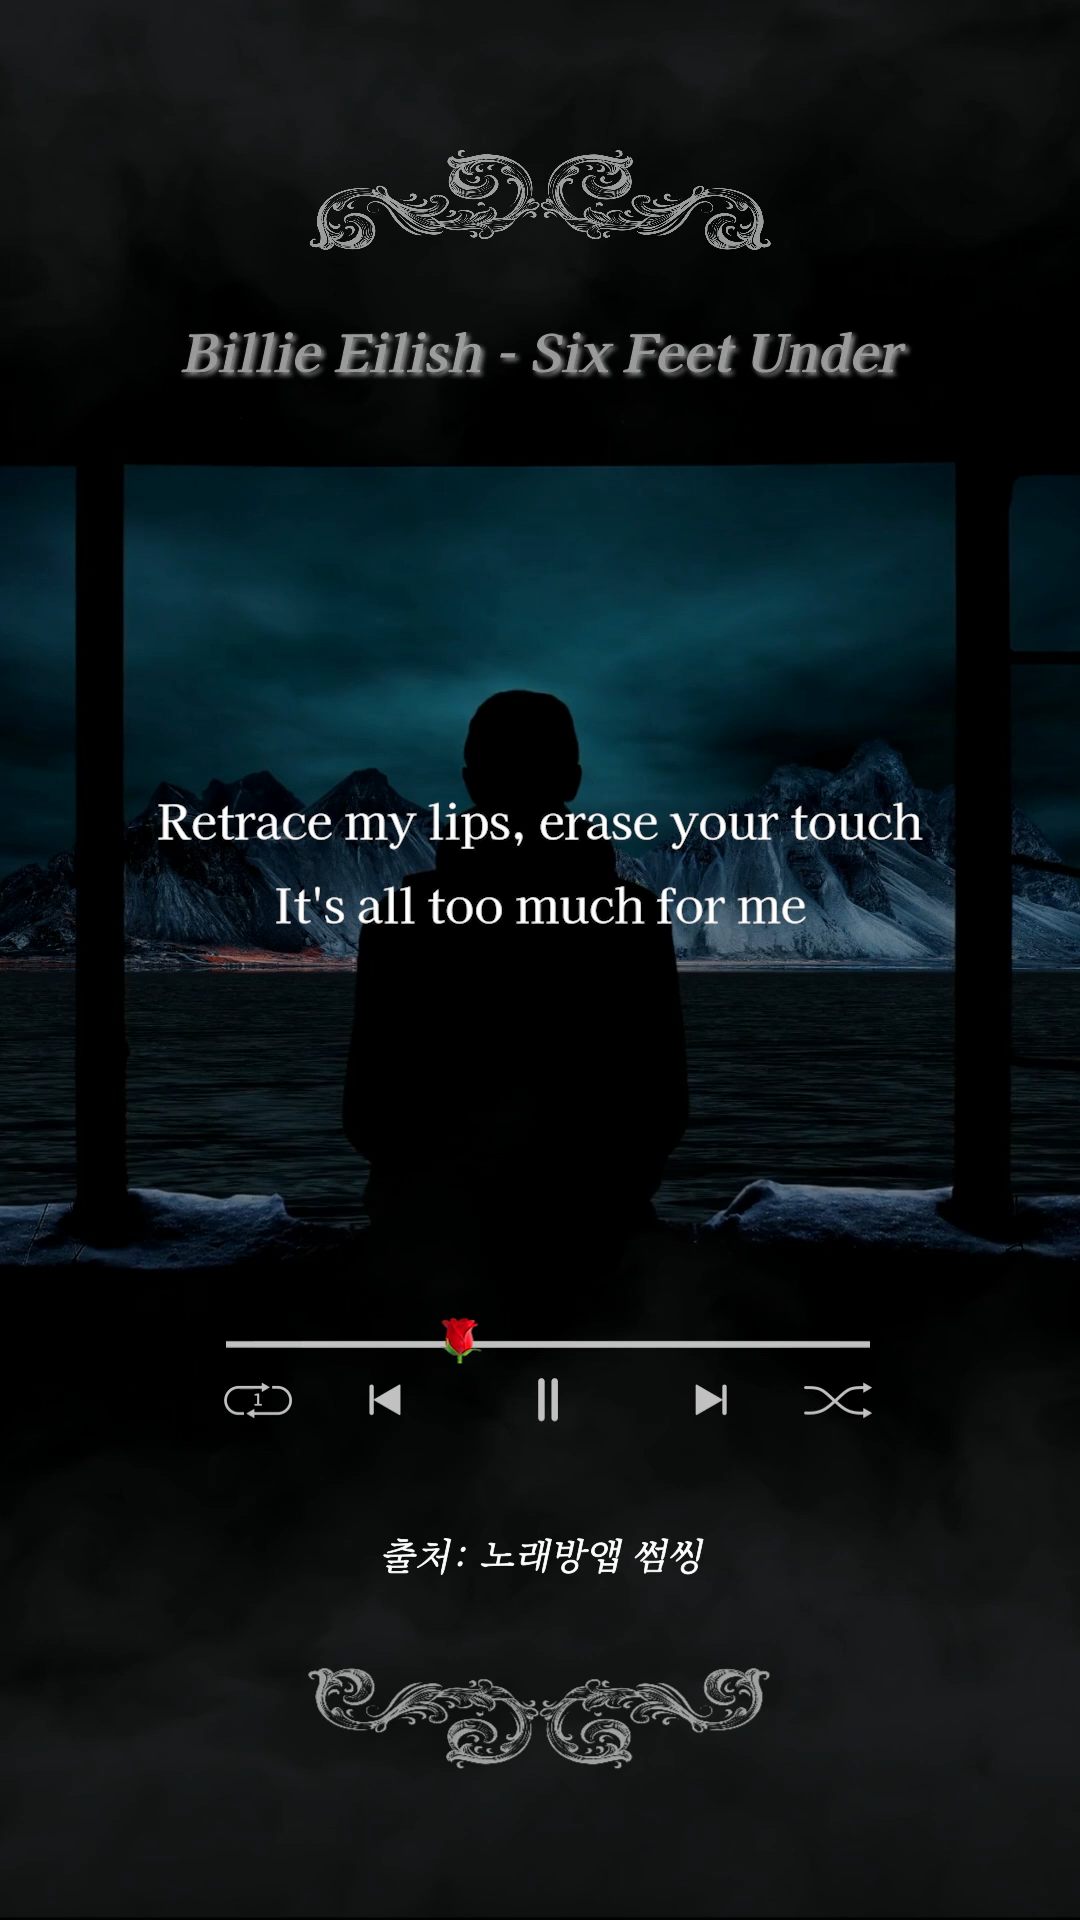 Billie Eilish - Six Feet Under
Retrace my lips, erase your touch
It's all too much for me
1
출처: 노래방앱 썸씽